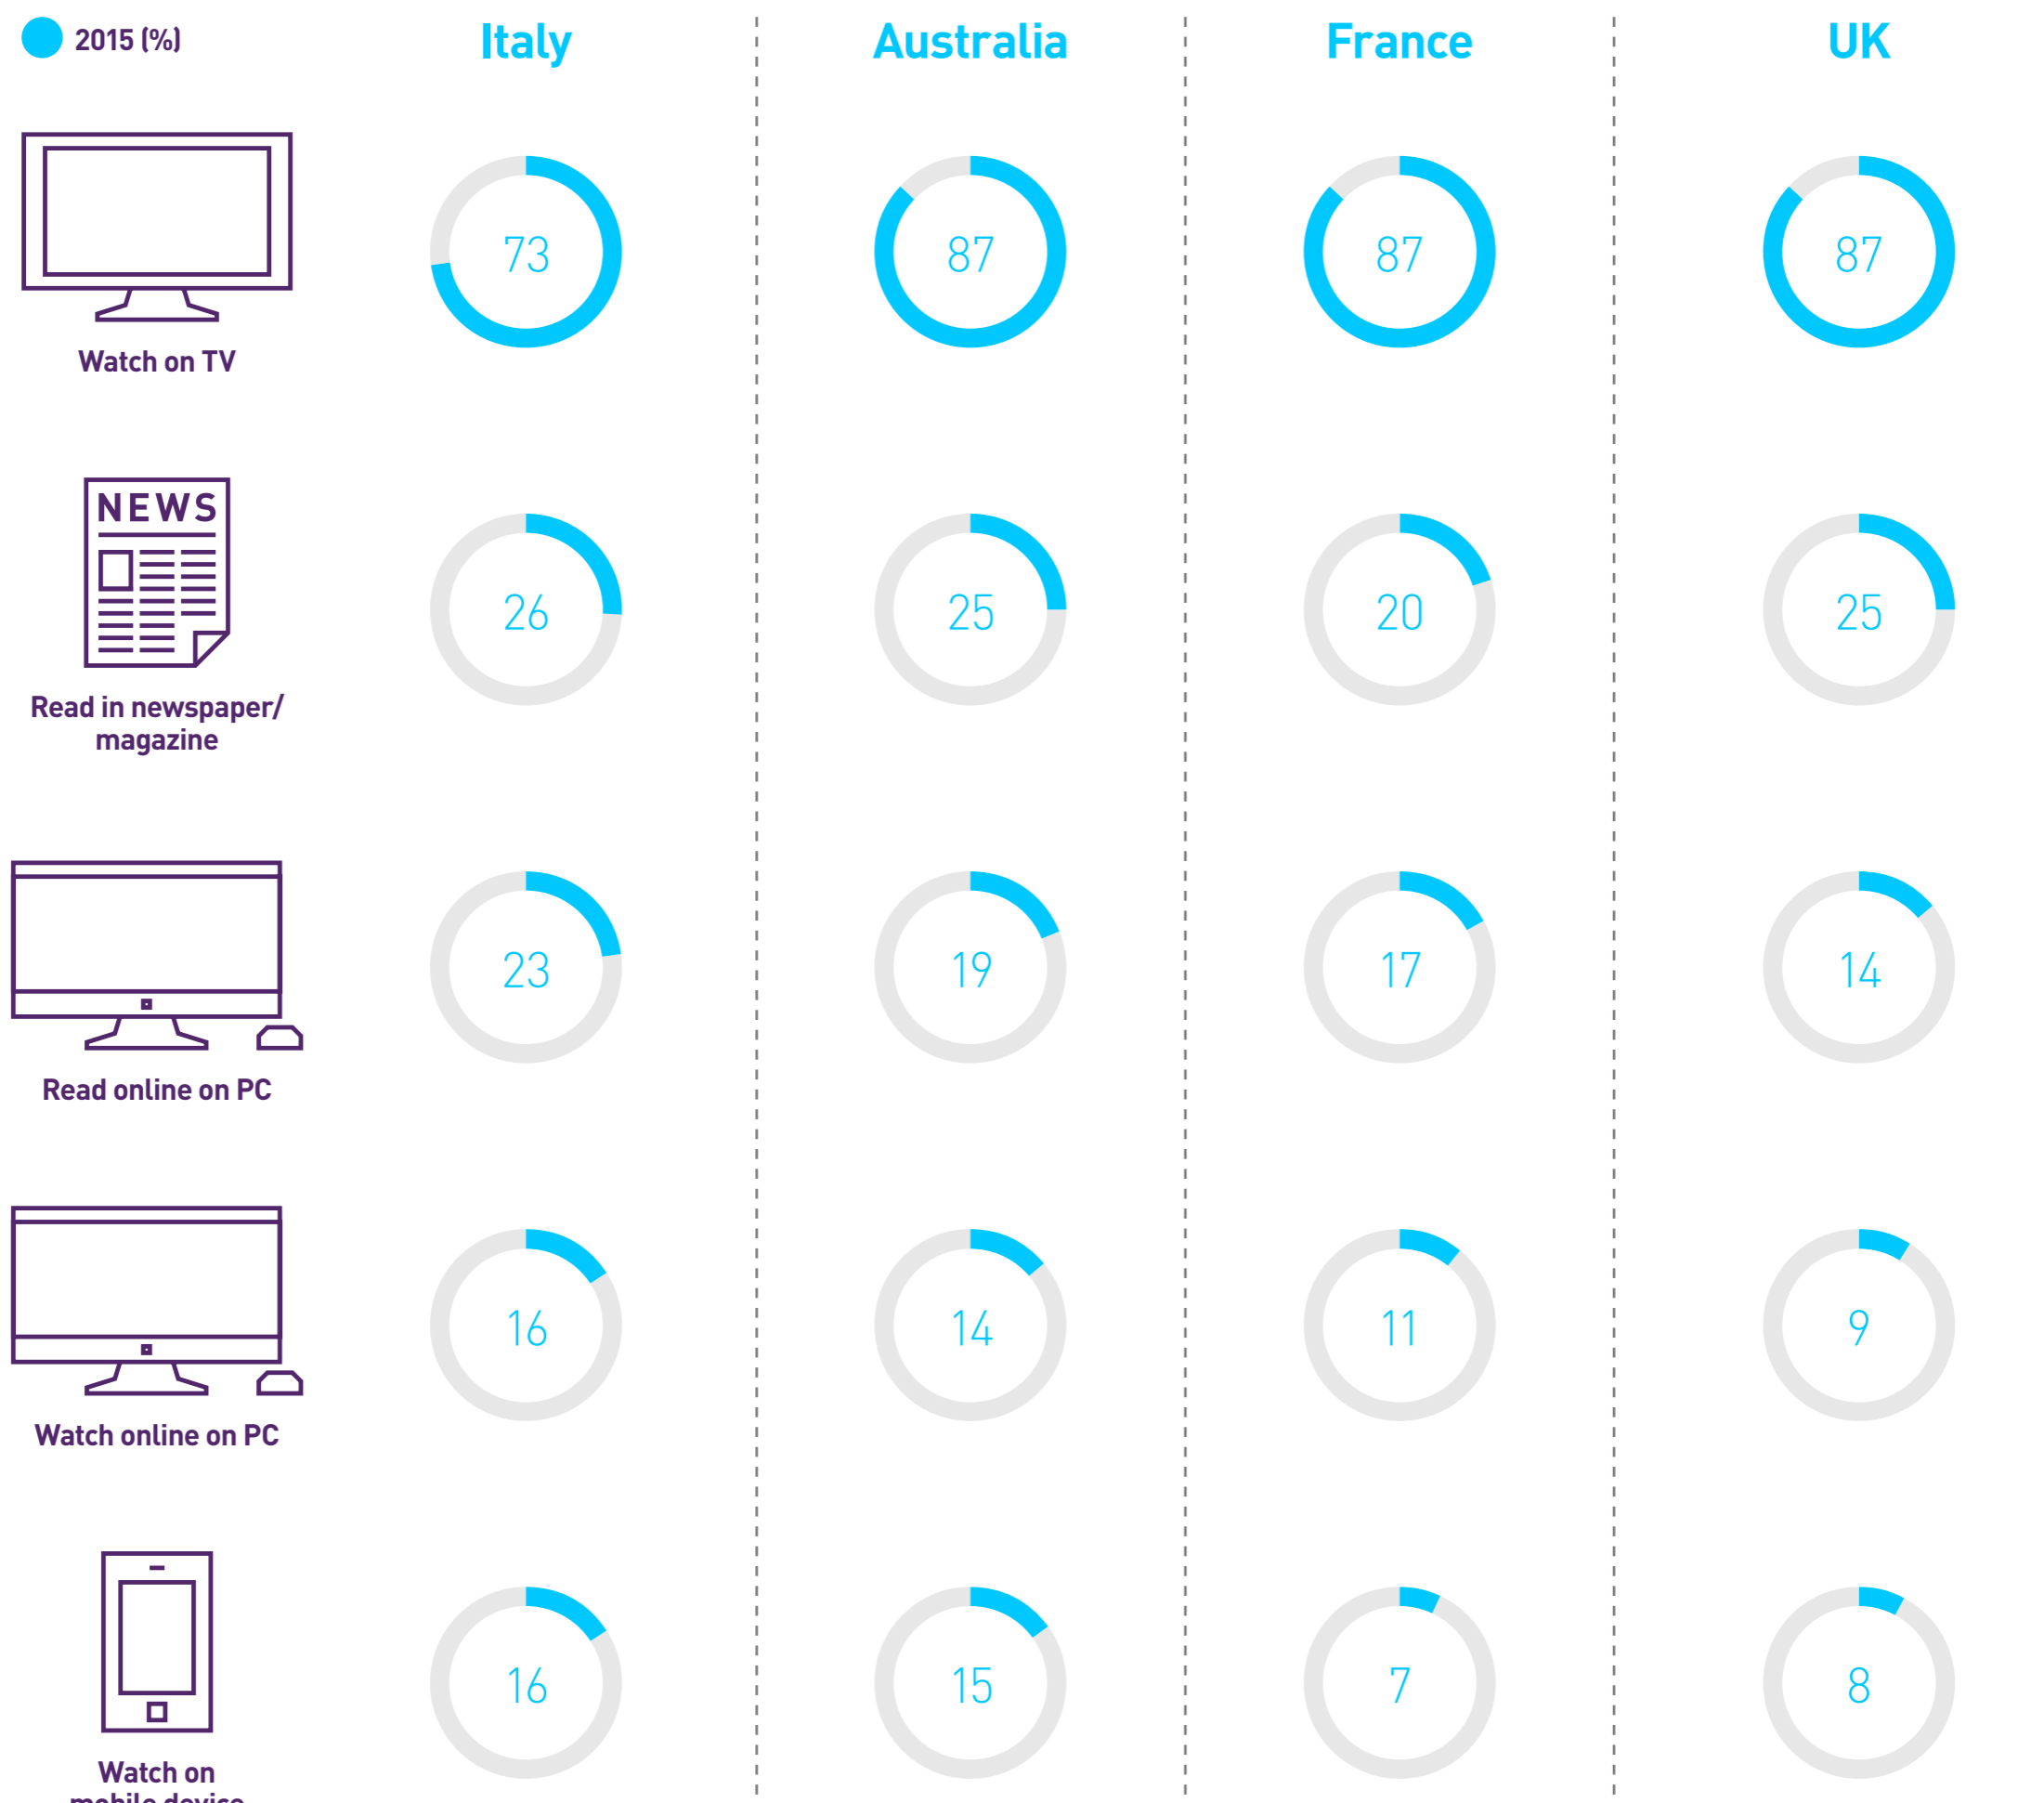 2015 (%)
Italy
Australia
France
UK
73
87
87
87
Watch on TV
NEWS
26
25
20
25
Read in newspaper/
magazine
23
19
17
14
Read online on PC
16
14
11
9
Watch online on PC
16
15
7
8
Watch on
mobile device